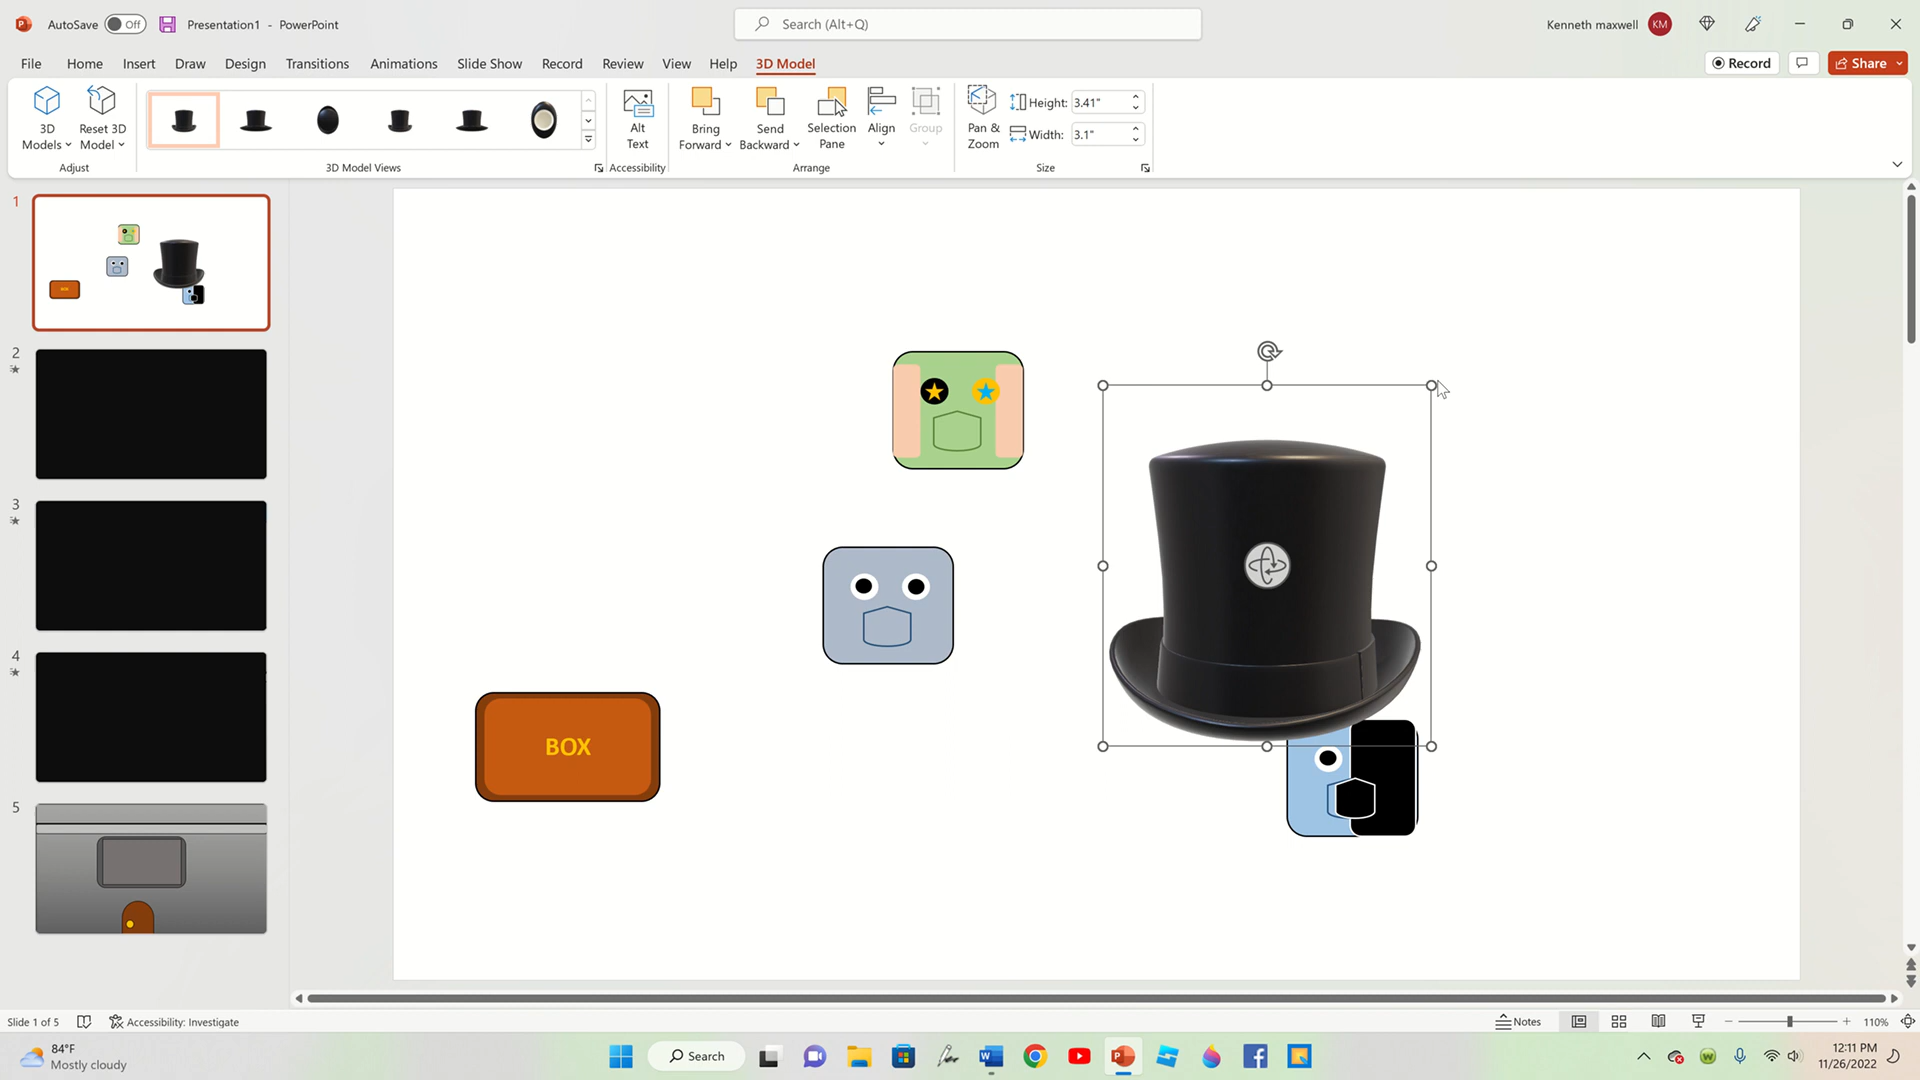 AutoSave Off Presentation1 - PowerPoint Search (Alt+Q) Kenneth maxwell KM
File Home Insert Draw Design Transitions Animations Slide Show Record Review View Help 3D Model Record Share
3D Models Reset 3D Model Alt Text Bring Forward Send Backward Selection Pane Align Group Pan & Zoom Height: 3.41" Width: 3.1"
Adjust 3D Model Views Accessibility Arrange Size
1
2
3
4
5
BOX
Slide 1 of 5 Accessibility: Investigate Notes 110%
84°F
Mostly cloudy
Search
12:11 PM
11/26/2022